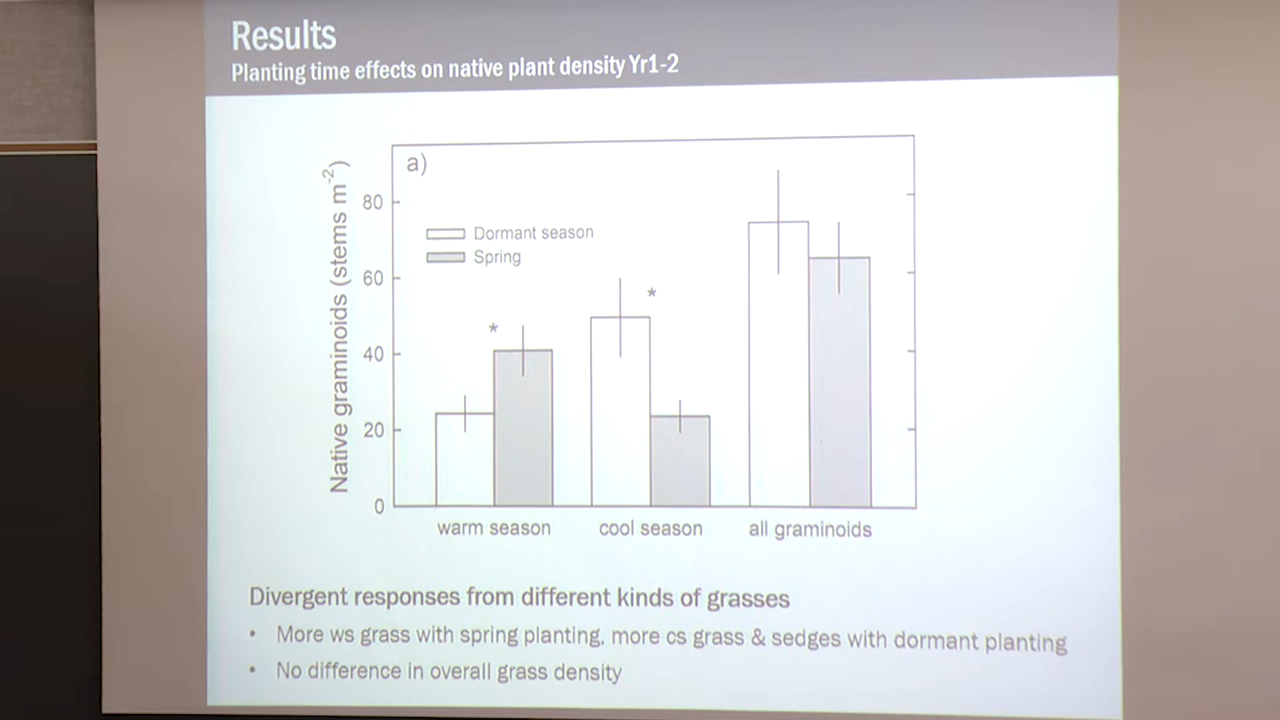 Results
Planting time effects on native plant density Yr1-2
a)
Native graminoids (stems m-2)
80
60
40
20
0
Dormant season
Spring
*
*
warm season cool season all graminoids
Divergent responses from different kinds of grasses
• More ws grass with spring planting, more cs grass & sedges with dormant planting
• No difference in overall grass density